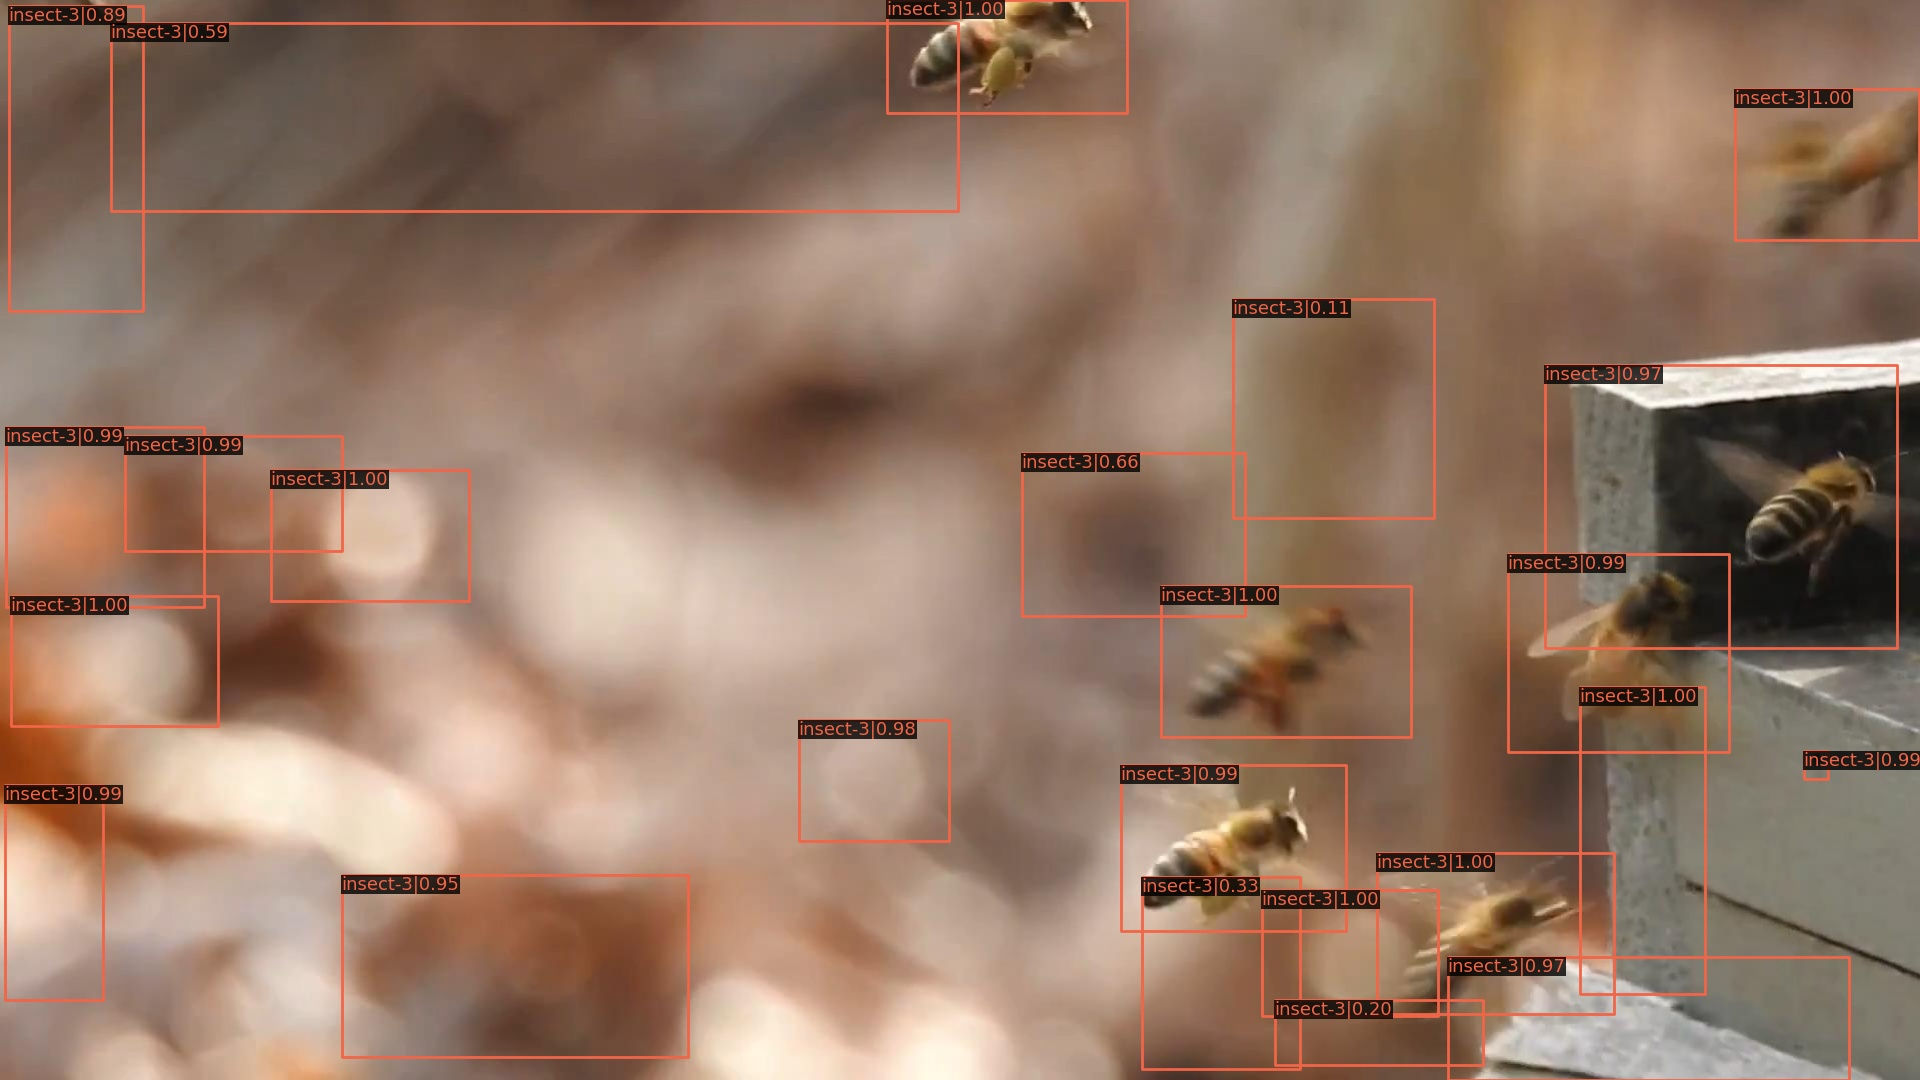 insect-3|0.89
insect-3|0.59
insect-3|1.00
insect-3|1.00
insect-3|0.11
insect-3|0.97
insect-3|0.99
insect-3|0.99
insect-3|1.00
insect-3|0.66
insect-3|0.99
insect-3|1.00
insect-3|1.00
insect-3|1.00
insect-3|0.98
insect-3|0.99
insect-3|0.99
insect-3|0.99
insect-3|1.00
insect-3|0.95
insect-3|0.33
insect-3|1.00
insect-3|0.97
insect-3|0.20